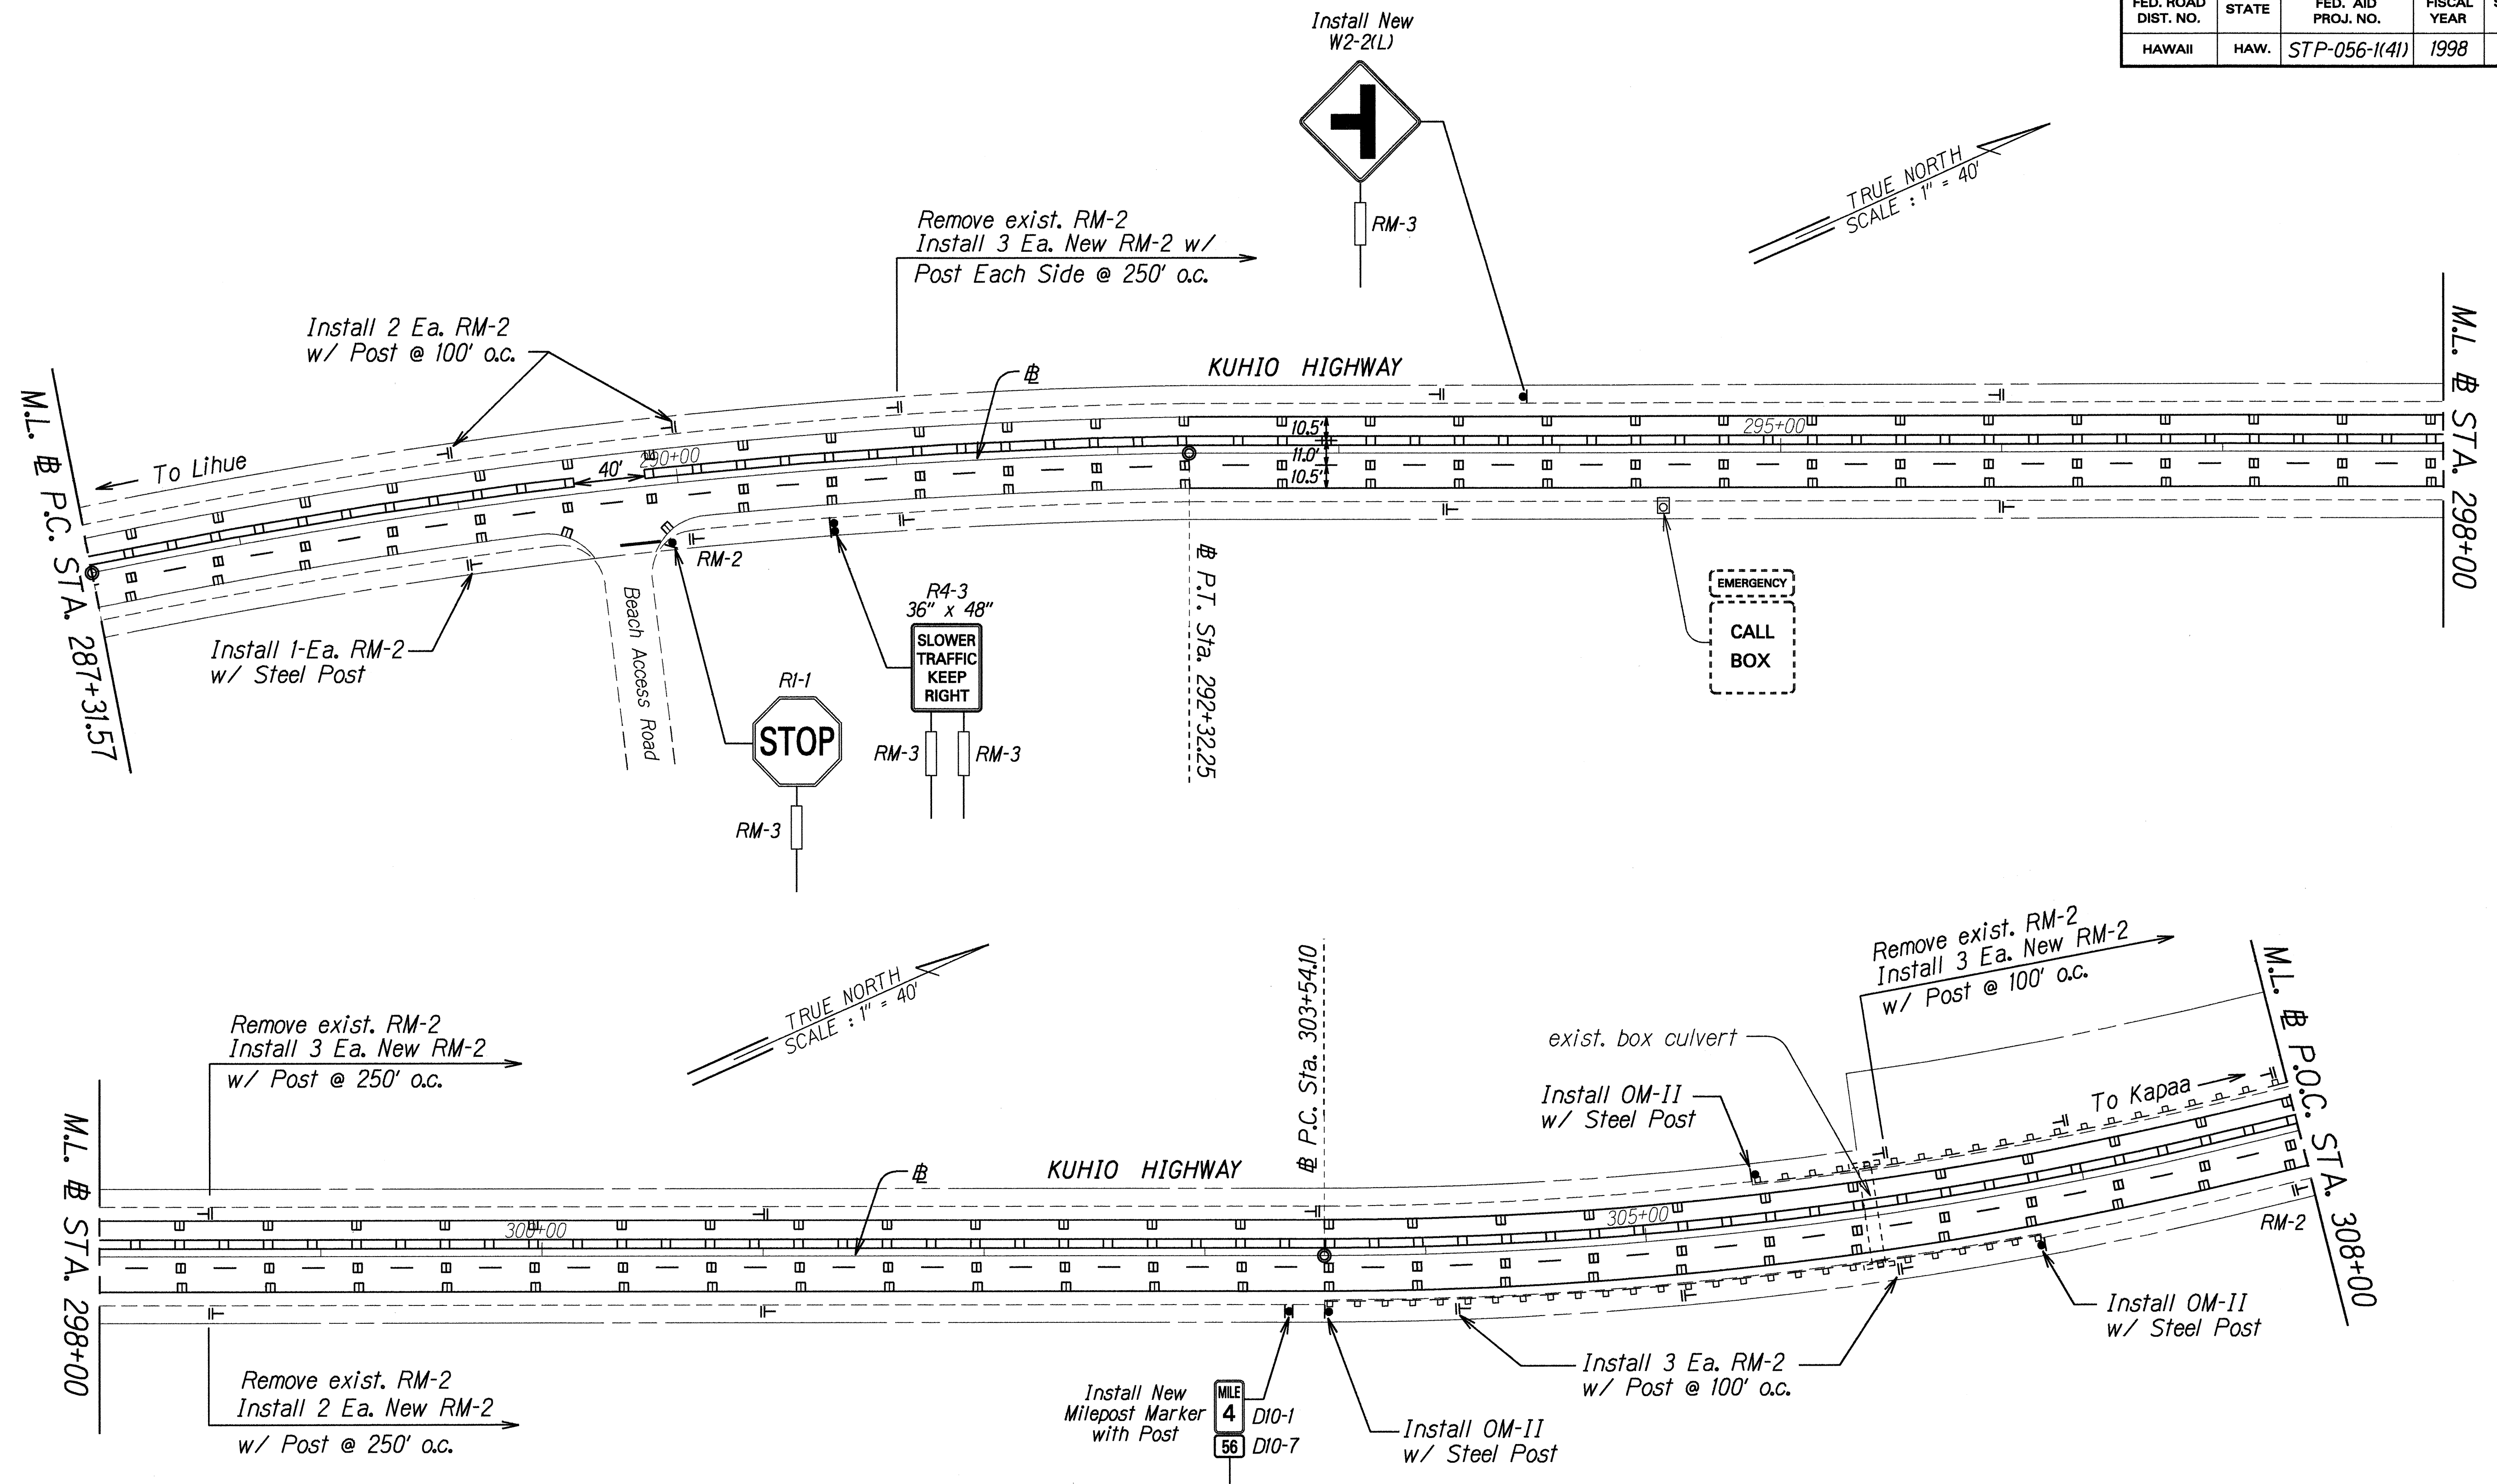 FED. ROAD DIST. NO.
STATE
FED. AID PROJ. NO.
FISCAL YEAR
HAWAII
HAW.
STP-056-1(41)
1998
Install New
W2-2(L)
RM-3
TRUE NORTH
SCALE : 1" = 40'
Remove exist. RM-2
Install 3 Ea. New RM-2 w/
Post Each Side @ 250' o.c.
Install 2 Ea. RM-2
w/ Post @ 100' o.c.
KUHIO HIGHWAY
M.L. BL P.C. STA. 287+31.57
To Lihue
40'
290+00
BL
10.5'
11.0'
10.5'
295+00
M.L. BL STA. 298+00
RM-2
Install 1-Ea. RM-2
w/ Steel Post
Beach Access Road
R1-1
STOP
RM-3
R4-3
36" x 48"
SLOWER
TRAFFIC
KEEP
RIGHT
RM-3
RM-3
BL P.T. Sta. 292+32.25
EMERGENCY
CALL
BOX
TRUE NORTH
SCALE : 1" = 40'
Remove exist. RM-2
Install 3 Ea. New RM-2
w/ Post @ 250' o.c.
BL P.C. Sta. 303+54.10
Remove exist. RM-2
Install 3 Ea. New RM-2
w/ Post @ 100' o.c.
exist. box culvert
Install OM-II
w/ Steel Post
To Kapaa
M.L. BL P.O.C. STA. 308+00
M.L. BL STA. 298+00
KUHIO HIGHWAY
BL
300+00
305+00
RM-2
Install OM-II
w/ Steel Post
Remove exist. RM-2
Install 2 Ea. New RM-2
w/ Post @ 250' o.c.
Install New
Milepost Marker
with Post
MILE
4
D10-1
56
D10-7
Install OM-II
w/ Steel Post
Install 3 Ea. RM-2
w/ Post @ 100' o.c.